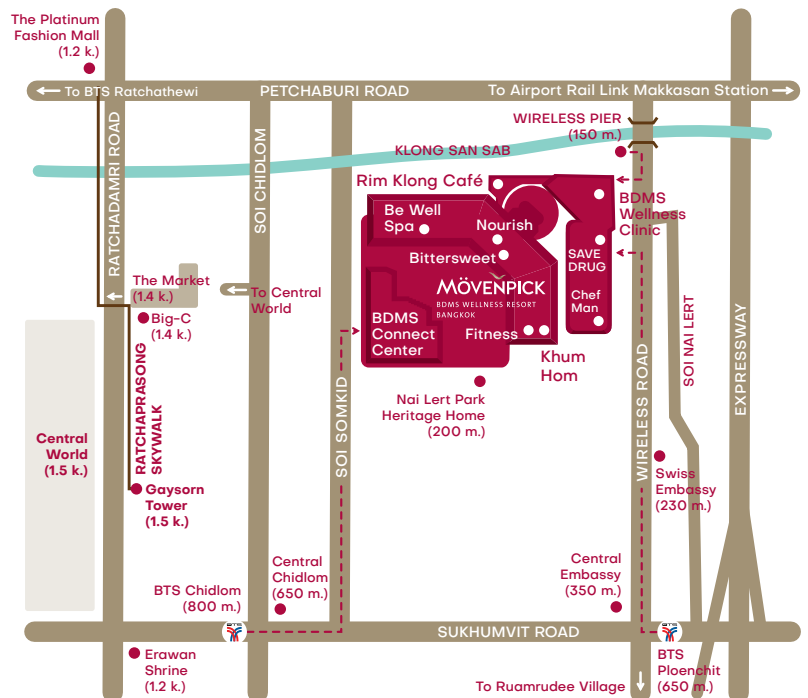 The Platinum
Fashion Mall
(1.2 k.)
To BTS Ratchathewi
PETCHABURI ROAD
To Airport Rail Link Makkasan Station
RATCHADAMRI ROAD
SOI CHIDLOM
WIRELESS PIER
(150 m.)
KLONG SAN SAB
Rim Klong Café
BDMS
Wellness
Clinic
Be Well
Spa
Nourish
Bittersweet
SAVE
DRUG
MÖVENPICK
BDMS WELLNESS RESORT
BANGKOK
Chef
Man
BDMS
Connect
Center
Fitness
Khum
Hom
The Market
(1.4 k.)
To Central
World
Big-C
(1.4 k.)
RATCHAPRASONG
SKYWALK
Central
World
(1.5 k.)
Gaysorn
Tower
(1.5 k.)
SOI SOMKID
Nai Lert Park
Heritage Home
(200 m.)
WIRELESS ROAD
SOI NAI LERT
EXPRESSWAY
Swiss
Embassy
(230 m.)
BTS Chidlom
(800 m.)
Central
Chidlom
(650 m.)
Central
Embassy
(350 m.)
BTS
SUKHUMVIT ROAD
BTS
Erawan
Shrine
(1.2 k.)
To Ruamrudee Village
BTS
Ploenchit
(650 m.)